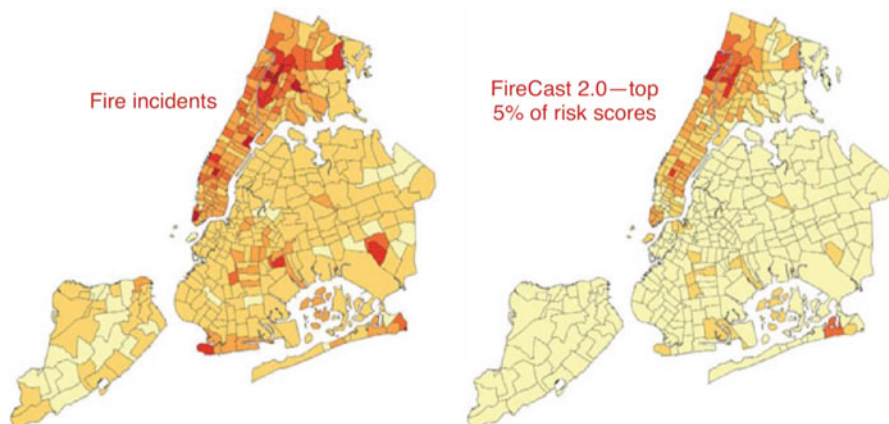 Fire incidents
FireCast 2.0—top
5% of risk scores